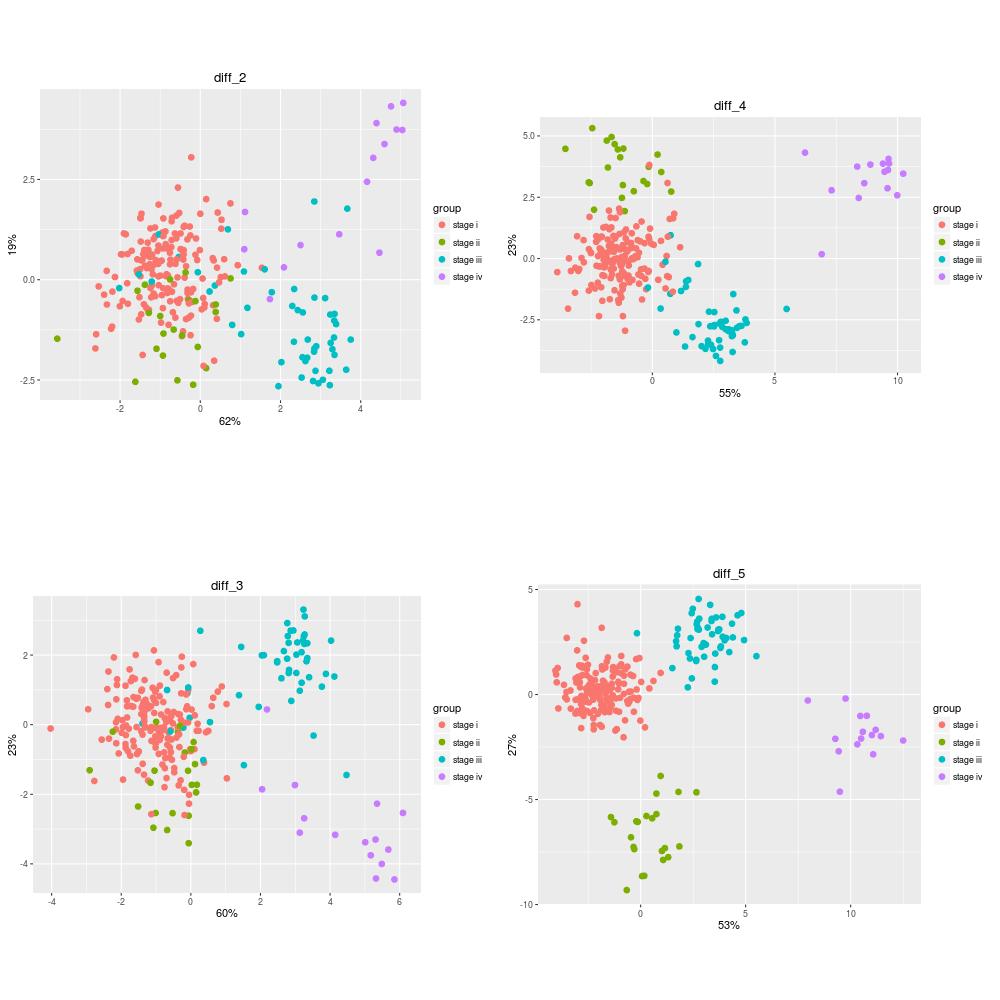 diff_2
2.5
0.0
-2.5
19%
-2 0 2 4
62%
group
stage i
stage ii
stage iii
stage iv
diff_4
5.0
2.5
0.0
-2.5
23%
0 5 10
55%
group
stage i
stage ii
stage iii
stage iv
diff_3
2
0
-2
-4
23%
-4 -2 0 2 4 6
60%
group
stage i
stage ii
stage iii
stage iv
diff_5
5
0
-5
-10
27%
0 5 10
53%
group
stage i
stage ii
stage iii
stage iv